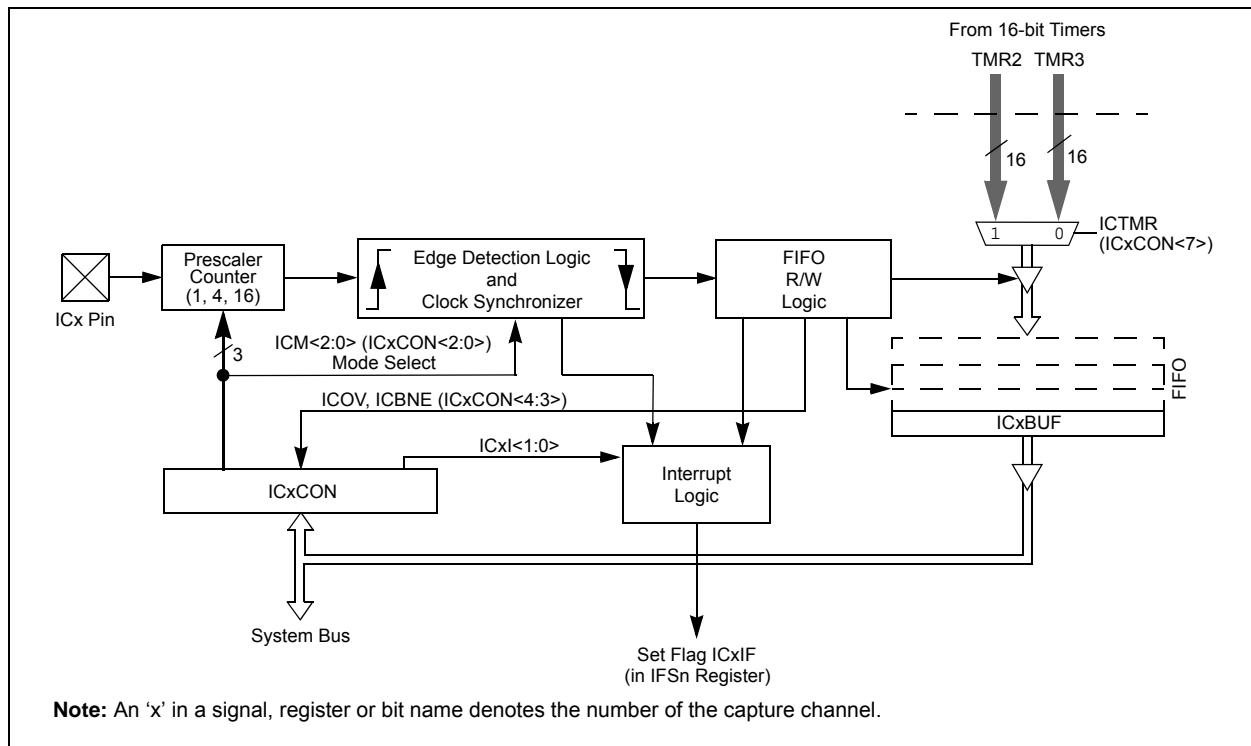 From 16-bit Timers
TMR2 TMR3
16 16
1 0
ICTMR
(ICxCON<7>)
Prescaler
Counter
(1, 4, 16)
Edge Detection Logic
and
Clock Synchronizer
FIFO
R/W
Logic
ICx Pin
3
ICM<2:0> (ICxCON<2:0>)
Mode Select
FIFO
ICOV, ICBNE (ICxCON<4:3>)
ICxBUF
ICxI<1:0>
Interrupt
Logic
ICxCON
System Bus
Set Flag ICxIF
(in IFSn Register)
Note: An ‘x’ in a signal, register or bit name denotes the number of the capture channel.